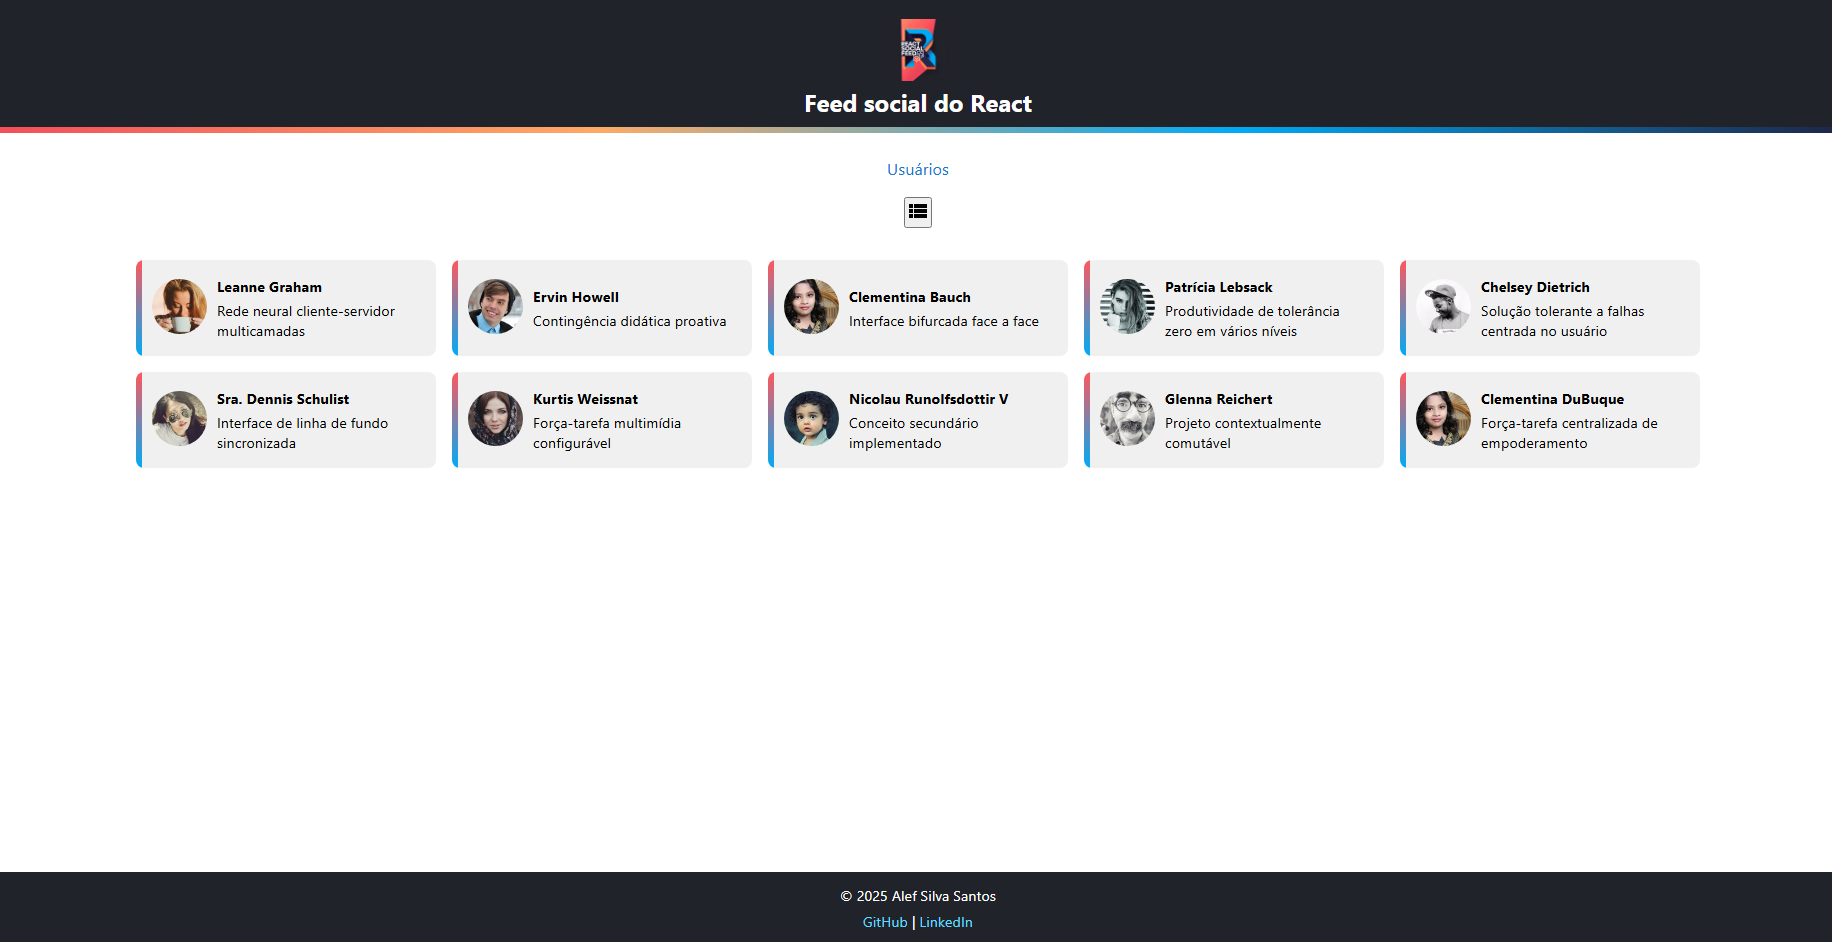 REACT
SOCIAL
FEED
Feed social do React
Usuários
Leanne Graham
Rede neural cliente-servidor
multicamadas
Ervin Howell
Contingência didática proativa
Clementina Bauch
Interface bifurcada face a face
Patrícia Lebsack
Produtividade de tolerância
zero em vários níveis
Chelsey Dietrich
Solução tolerante a falhas
centrada no usuário
Sra. Dennis Schulist
Interface de linha de fundo
sincronizada
Kurtis Weissnat
Força-tarefa multimídia
configurável
Nicolau Runolfsdottir V
Conceito secundário
implementado
Glenna Reichert
Projeto contextualmente
comutável
Clementina DuBuque
Força-tarefa centralizada de
empoderamento
© 2025 Alef Silva Santos
GitHub | LinkedIn